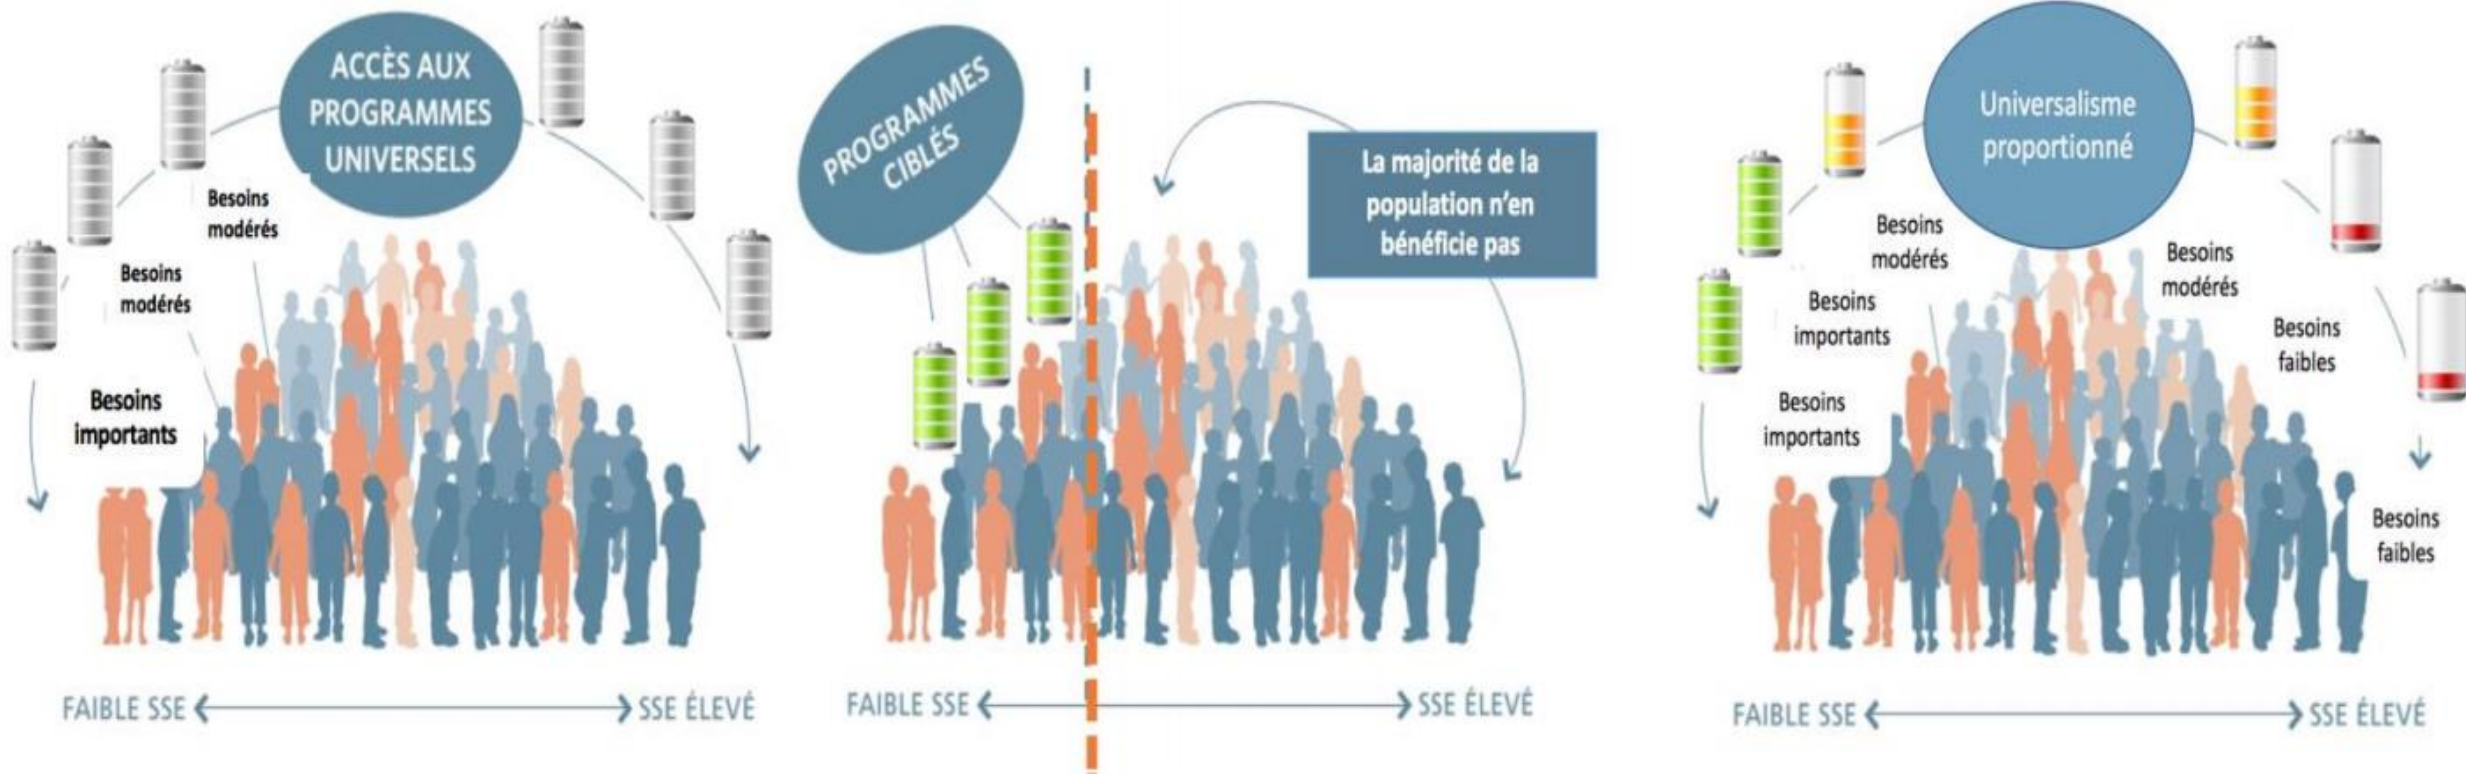 ACCÈS AUX
PROGRAMMES
UNIVERSELS
Besoins
modérés
Besoins
modérés
Besoins
importants
FAIBLE SSE
SSE ÉLEVÉ
PROGRAMMES
CIBLÉS
La majorité de la
population n'en
bénéficie pas
FAIBLE SSE
SSE ÉLEVÉ
Universalisme
proportionné
Besoins
modérés
Besoins
importants
Besoins
importants
Besoins
modérés
Besoins
faibles
Besoins
faibles
FAIBLE SSE
SSE ÉLEVÉ